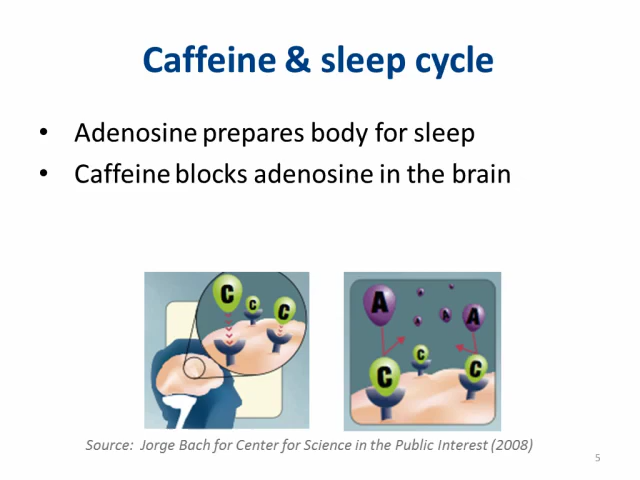 Caffeine & sleep cycle
• Adenosine prepares body for sleep
• Caffeine blocks adenosine in the brain
C C C
A A A A
C C C
Source: Jorge Bach for Center for Science in the Public Interest (2008)
5